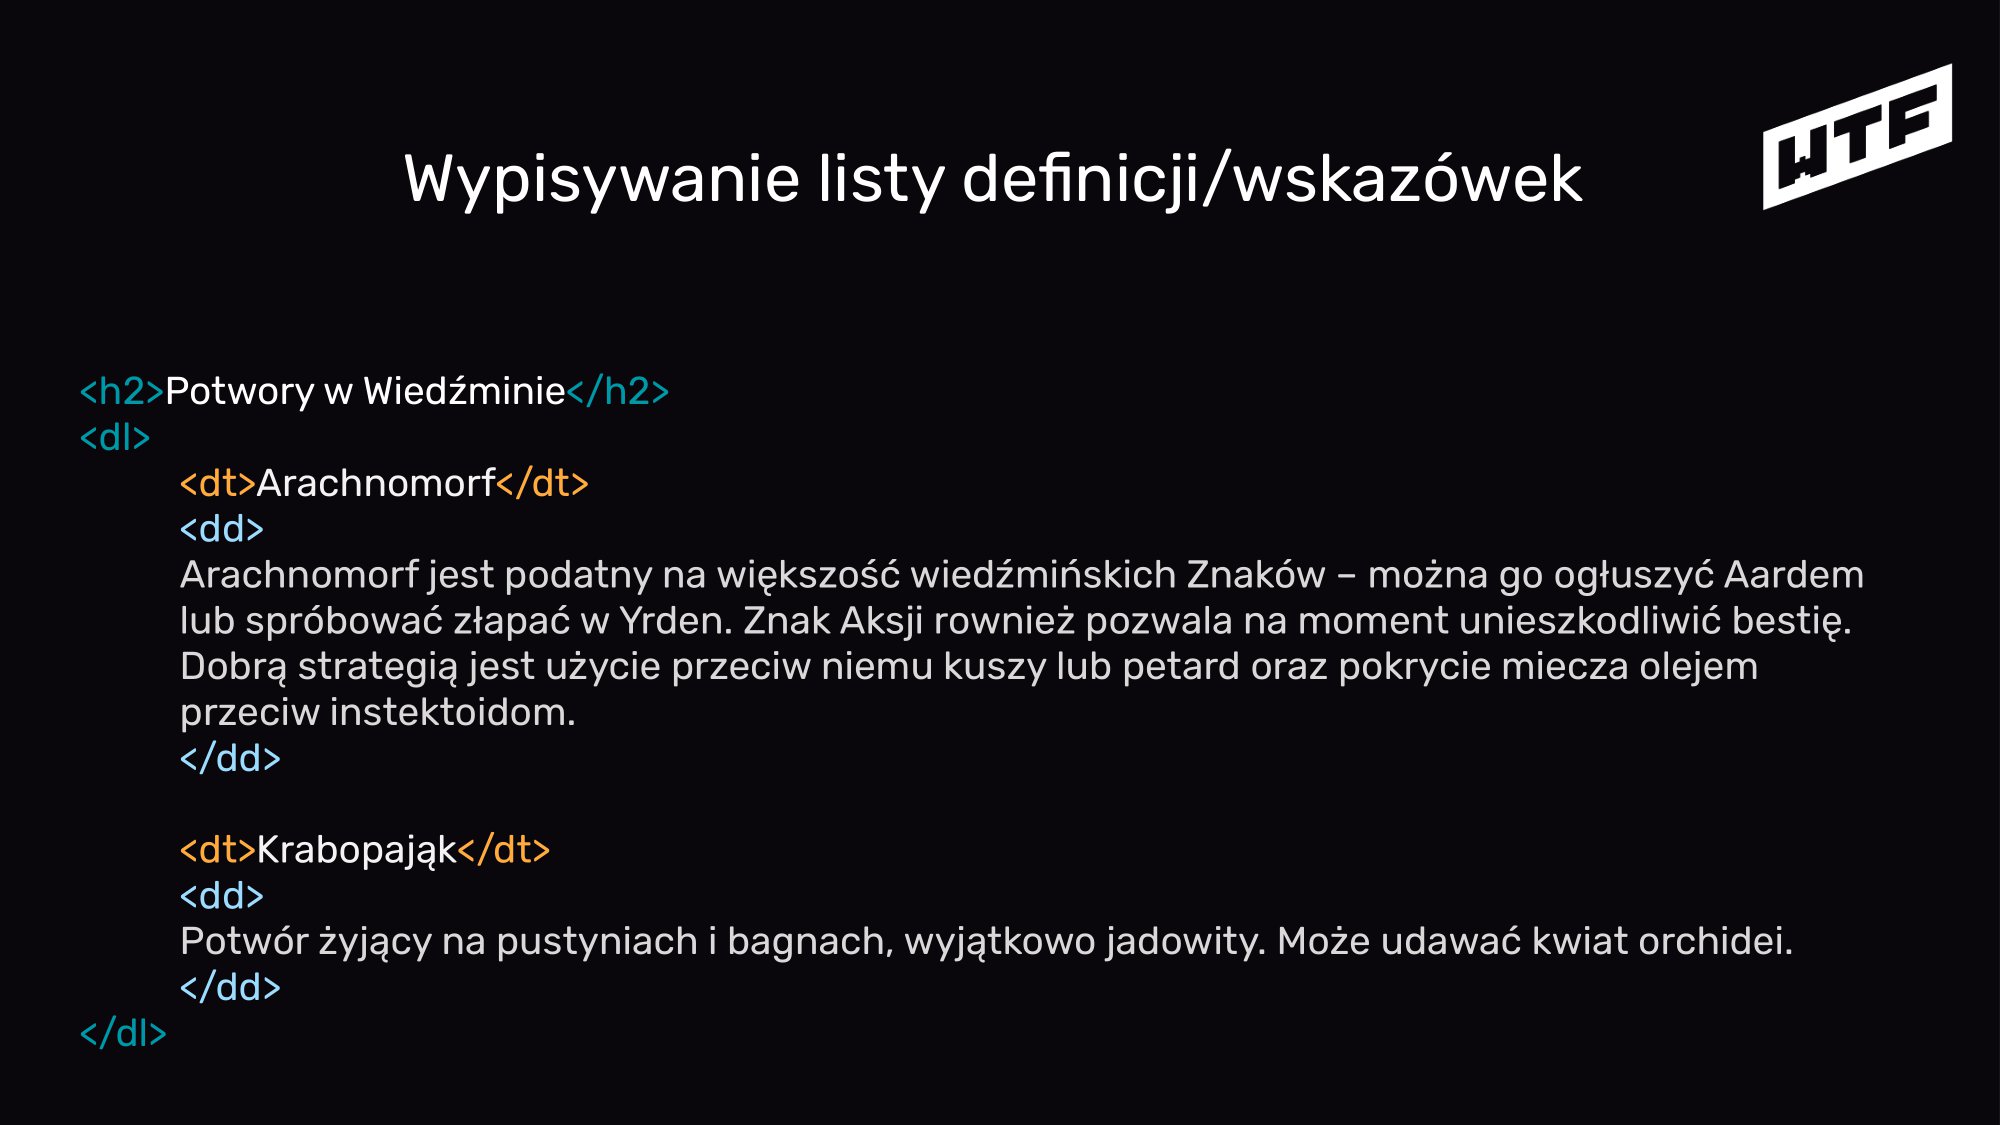 WTF
Wypisywanie listy definicji/wskazówek
<h2>Potwory w Wiedźminie</h2>
<dl>
<dt>Arachnomorf</dt>
<dd>
Arachnomorf jest podatny na większość wiedźmińskich Znaków – można go ogłuszyć Aardem
lub spróbować złapać w Yrden. Znak Aksji rownież pozwala na moment unieszkodliwić bestię.
Dobrą strategią jest użycie przeciw niemu kuszy lub petard oraz pokrycie miecza olejem
przeciw instektoidom.
</dd>
<dt>Krabopająk</dt>
<dd>
Potwór żyjący na pustyniach i bagnach, wyjątkowo jadowity. Może udawać kwiat orchidei.
</dd>
</dl>